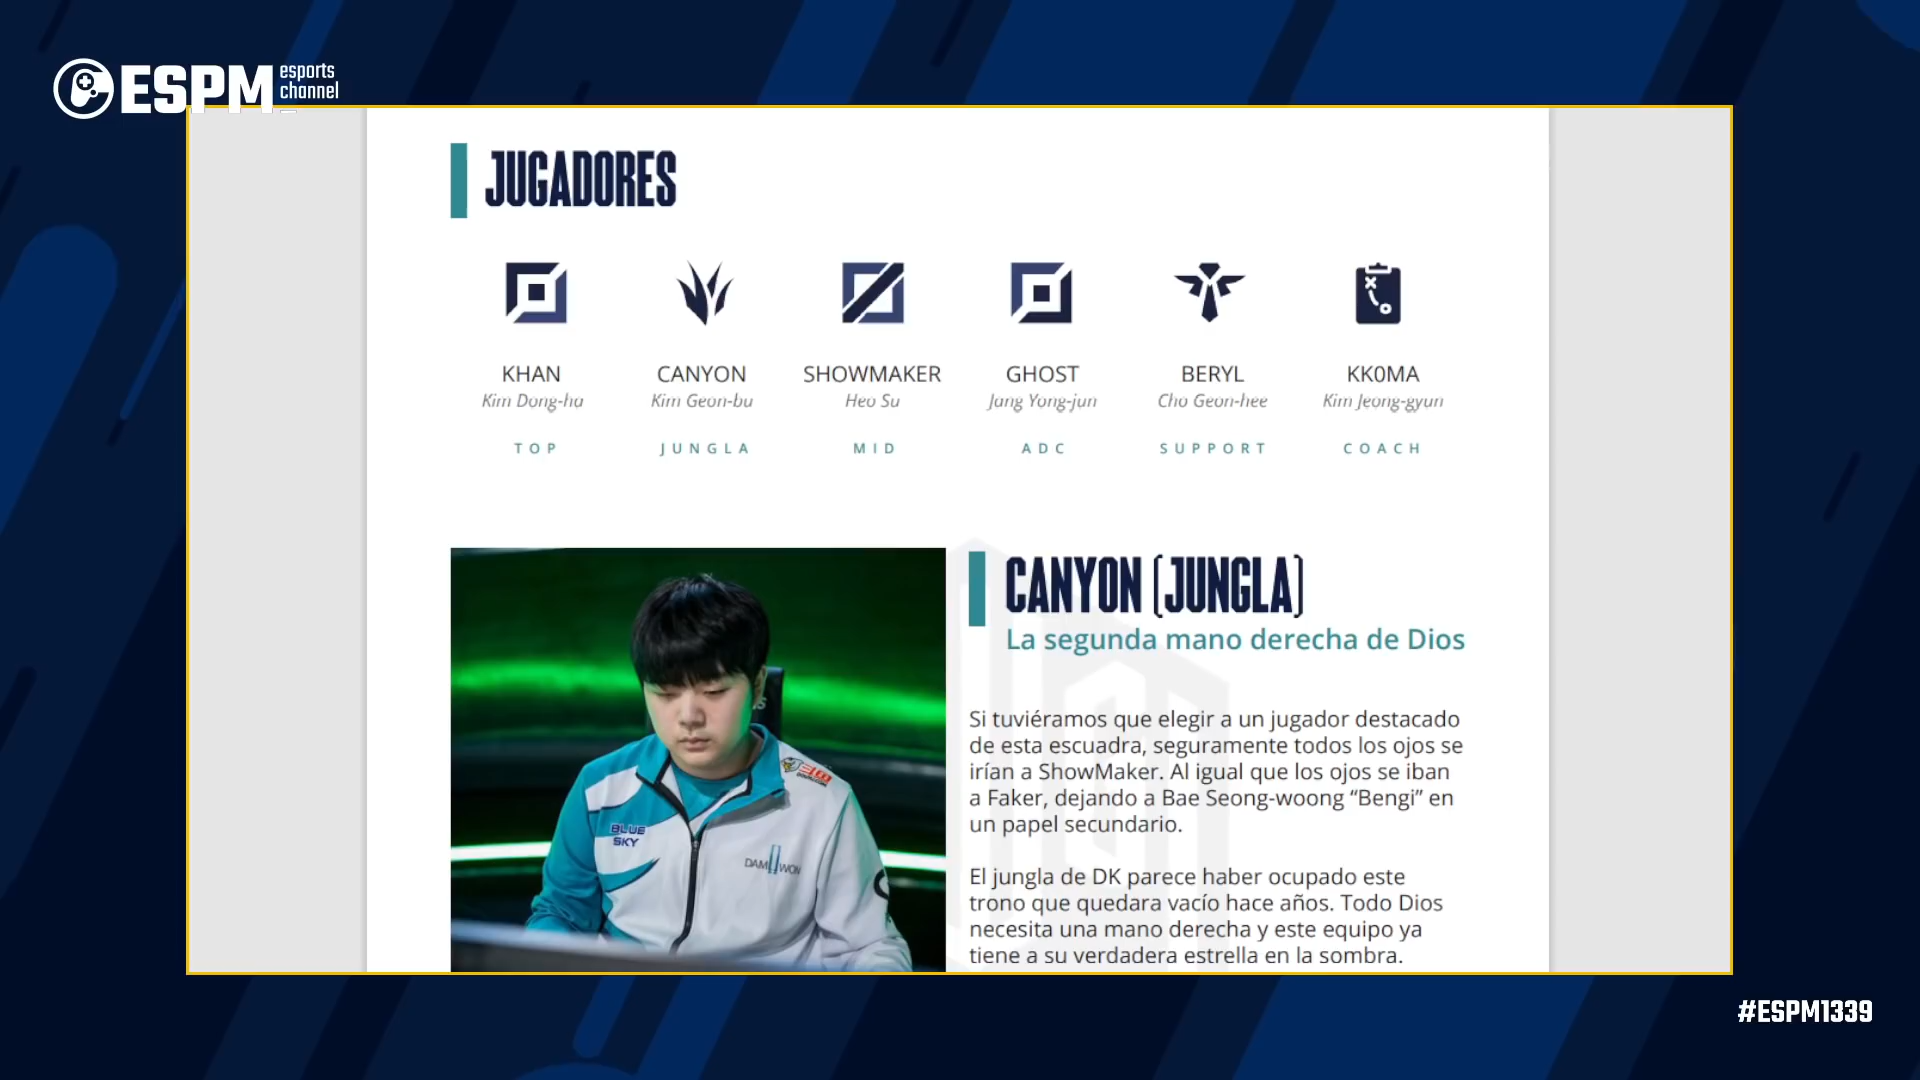 ESPM esports channel
JUGADORES
KHAN CANYON SHOWMAKER GHOST BERYL KK0MA
Kim Dong-ha Kim Geon-bu Heo Su Jang Yong-jun Cho Geon-hee Kim Jeong-gyun
TOP JUNGLA MID ADC SUPPORT COACH
CANYON (JUNGLA)
La segunda mano derecha de Dios
Si tuviéramos que elegir a un jugador destacado
de esta escuadra, seguramente todos los ojos se
irían a ShowMaker. Al igual que los ojos se iban
a Faker, dejando a Bae Seong-woong “Bengi” en
un papel secundario.
El jungla de DK parece haber ocupado este
trono que quedara vacío hace años. Todo Dios
necesita una mano derecha y este equipo ya
tiene a su verdadera estrella en la sombra.
BLUE
SKY
DAMWON
#ESPM1339